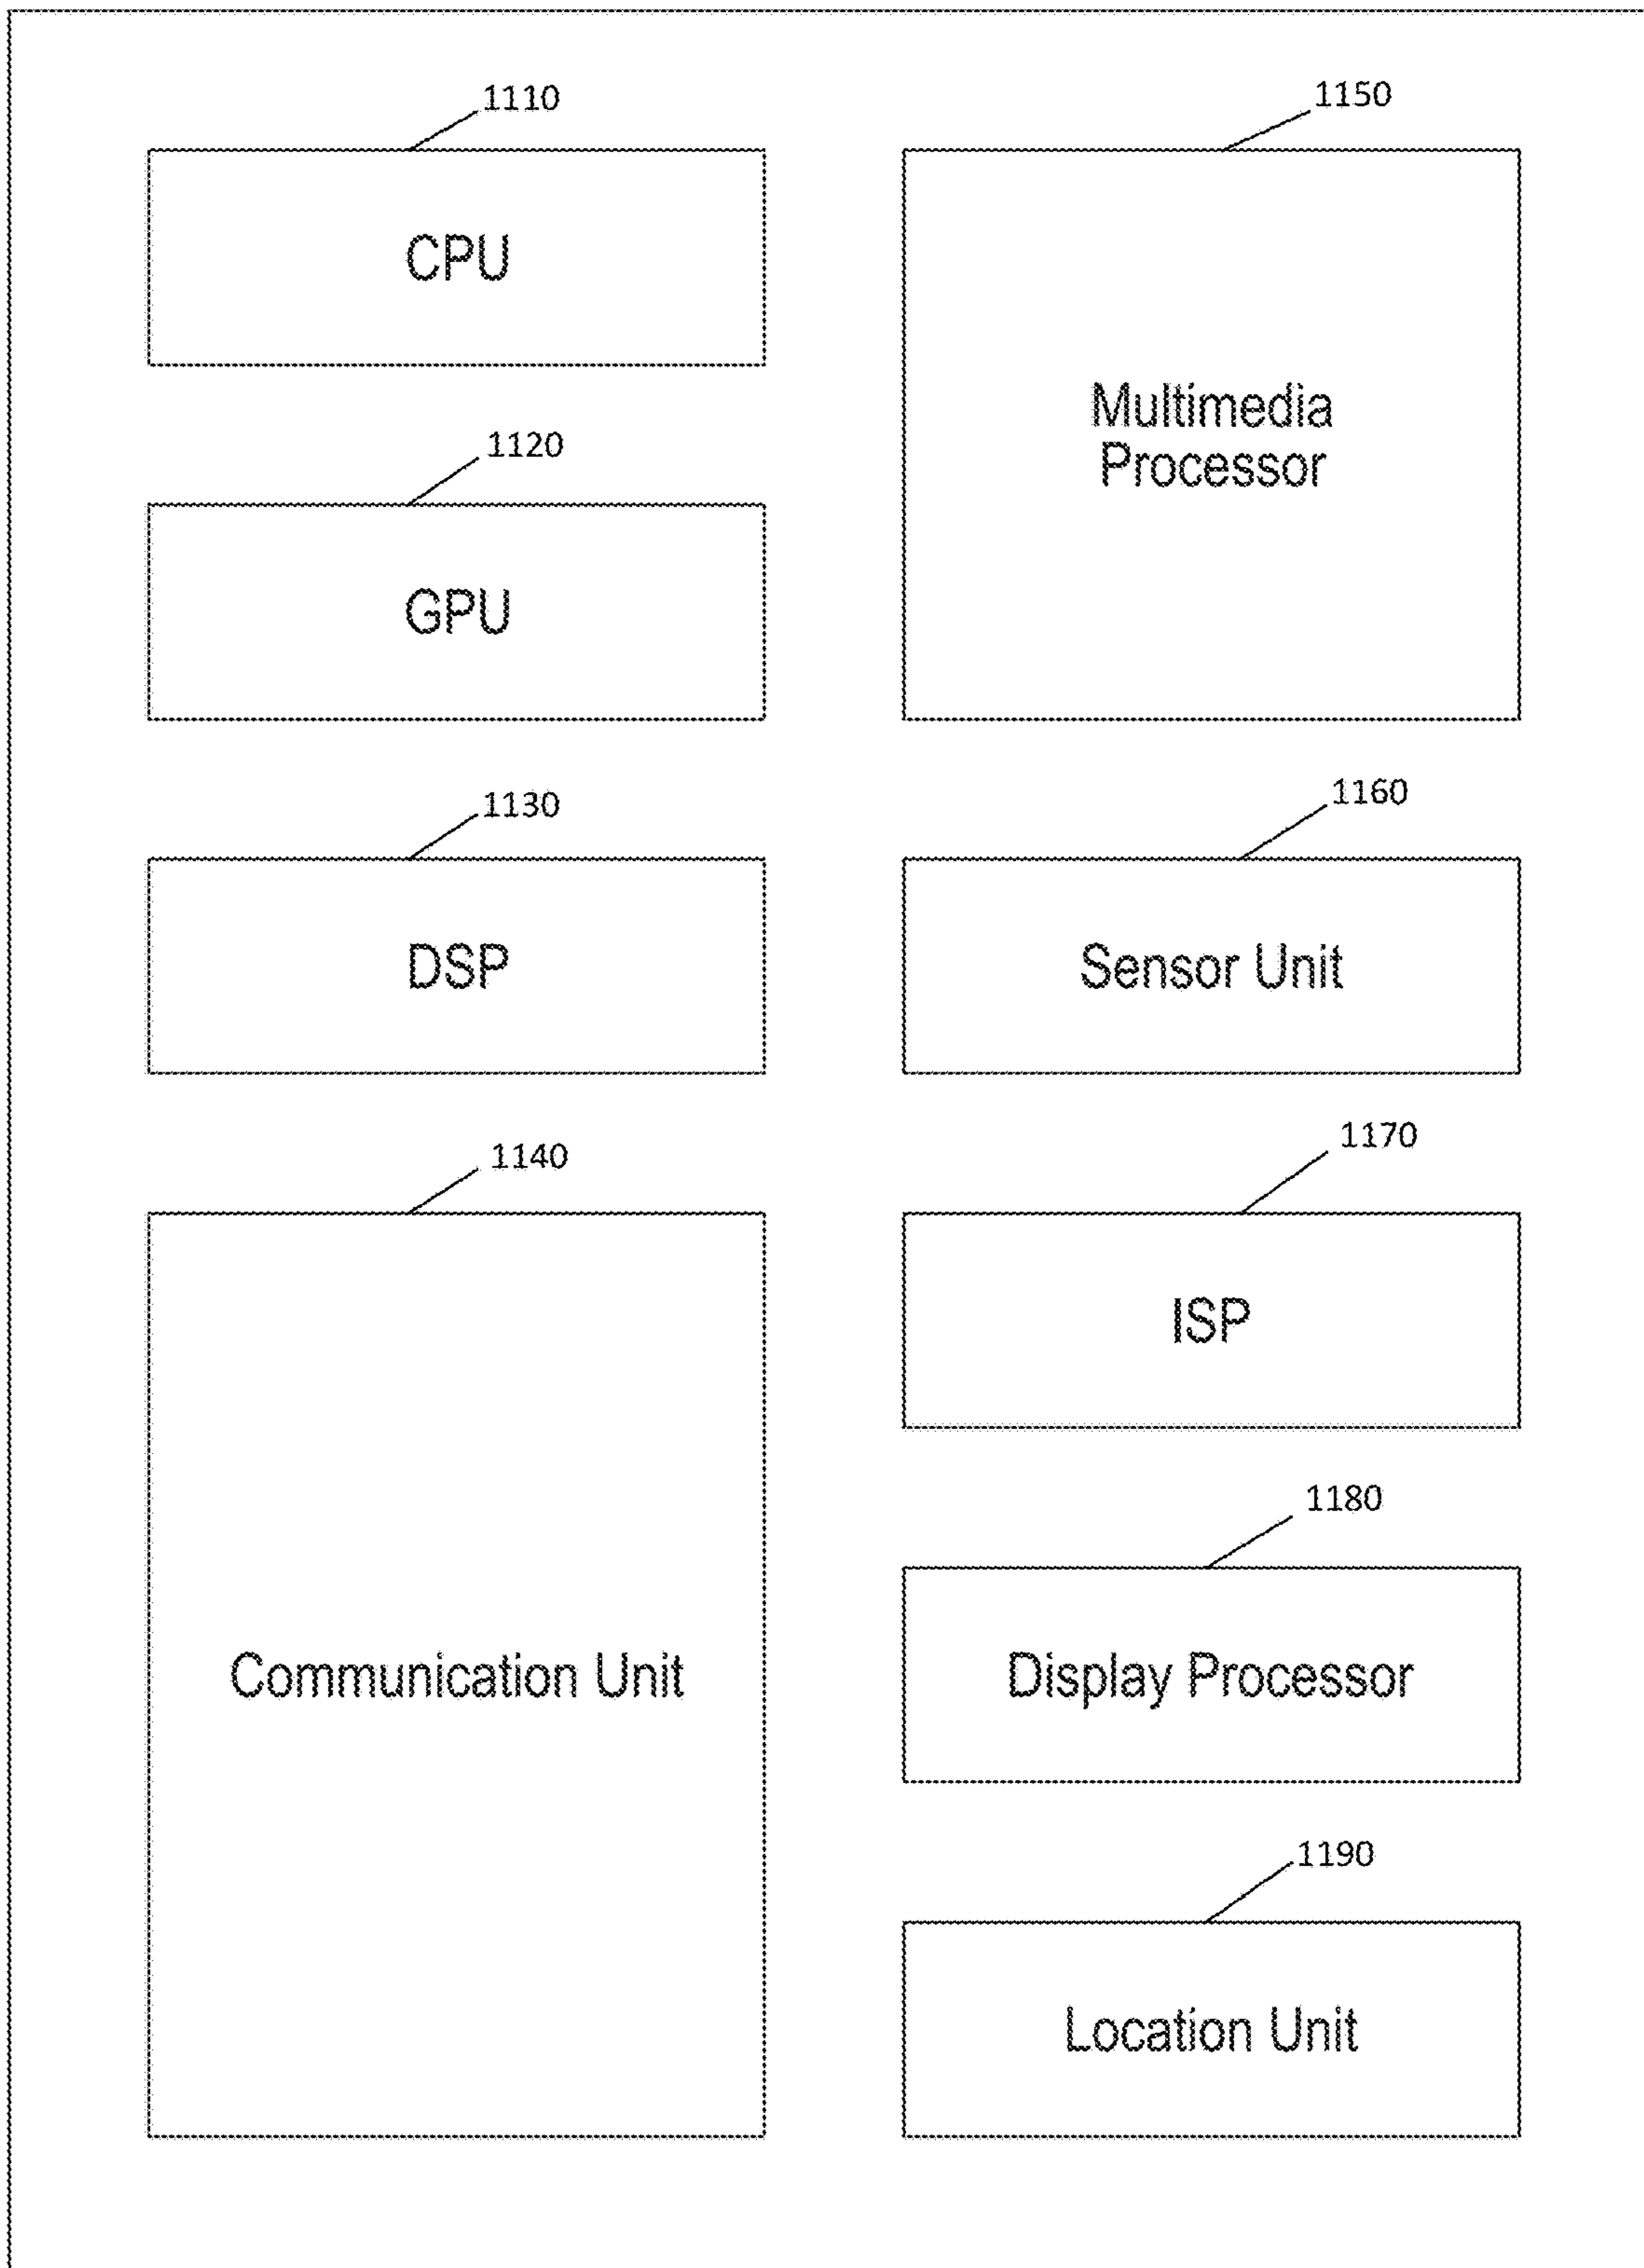 1110
CPU
1120
GPU
1130
DSP
1140
Communication Unit
1150
Multimedia
Processor
1160
Sensor Unit
1170
ISP
1180
Display Processor
1190
Location Unit